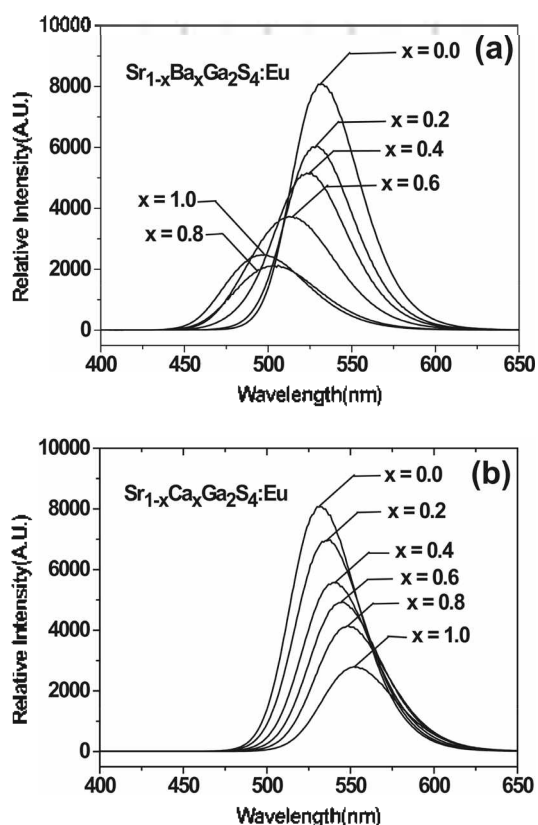 10000
(a)
x = 0.0
Sr1-xBaxGa2S4:Eu
8000
x = 0.2
6000
x = 0.4
x = 0.6
4000
x = 1.0
x = 0.8
2000
0
Relative Intensity(A.U.)
400 450 500 550 600 650
Wavelength(nm)
10000
(b)
x = 0.0
Sr1-xCaxGa2S4:Eu
8000
x = 0.2
x = 0.4
6000
x = 0.6
x = 0.8
4000
x = 1.0
2000
0
Relative Intensity(A.U.)
400 450 500 550 600 650
Wavelength(nm)